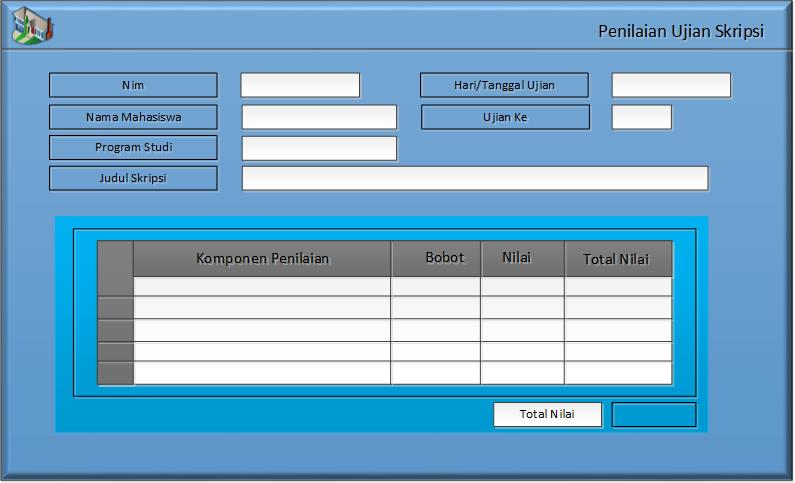 Penilaian Ujian Skripsi
Nim
Hari/Tanggal Ujian
Nama Mahasiswa
Ujian Ke
Program Studi
Judul Skripsi
Komponen Penilaian Bobot Nilai Total Nilai
Total Nilai